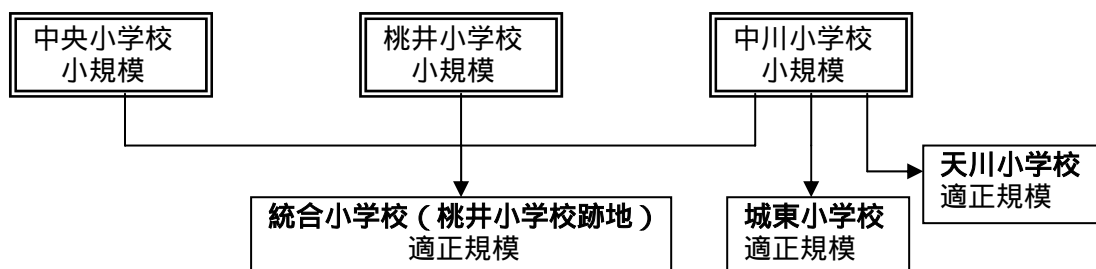 中央小学校
小規模
桃井小学校
小規模
中川小学校
小規模
天川小学校
適正規模
統合小学校(桃井小学校跡地)
適正規模
城東小学校
適正規模